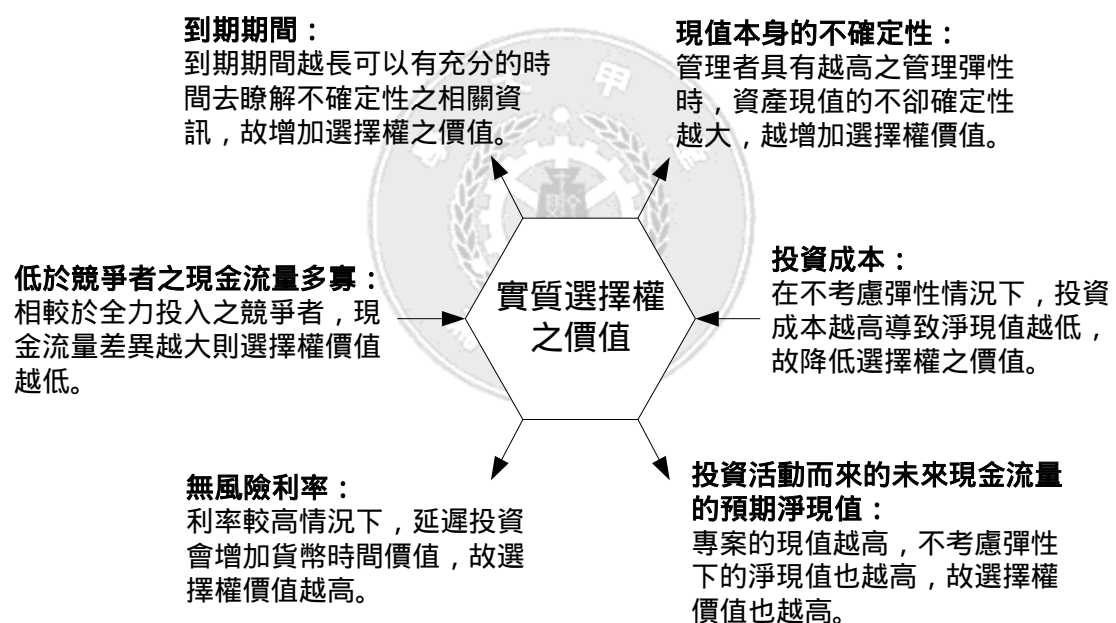 到期期間：
到期期間越長可以有充分的時
間去瞭解不確定性之相關資
訊，故增加選擇權之價值。
現值本身的不確定性：
管理者具有越高之管理彈性
時，資產現值的不卻確定性
越大，越增加選擇權價值。
低於競爭者之現金流量多寡：
相較於全力投入之競爭者，現
金流量差異越大則選擇權價值
越低。
實質選擇權
之價值
投資成本：
在不考慮彈性情況下，投資
成本越高導致淨現值越低，
故降低選擇權之價值。
無風險利率：
利率較高情況下，延遲投資
會增加貨幣時間價值，故選
擇權價值越高。
投資活動而來的未來現金流量
的預期淨現值：
專案的現值越高，不考慮彈性
下的淨現值也越高，故選擇權
價值也越高。